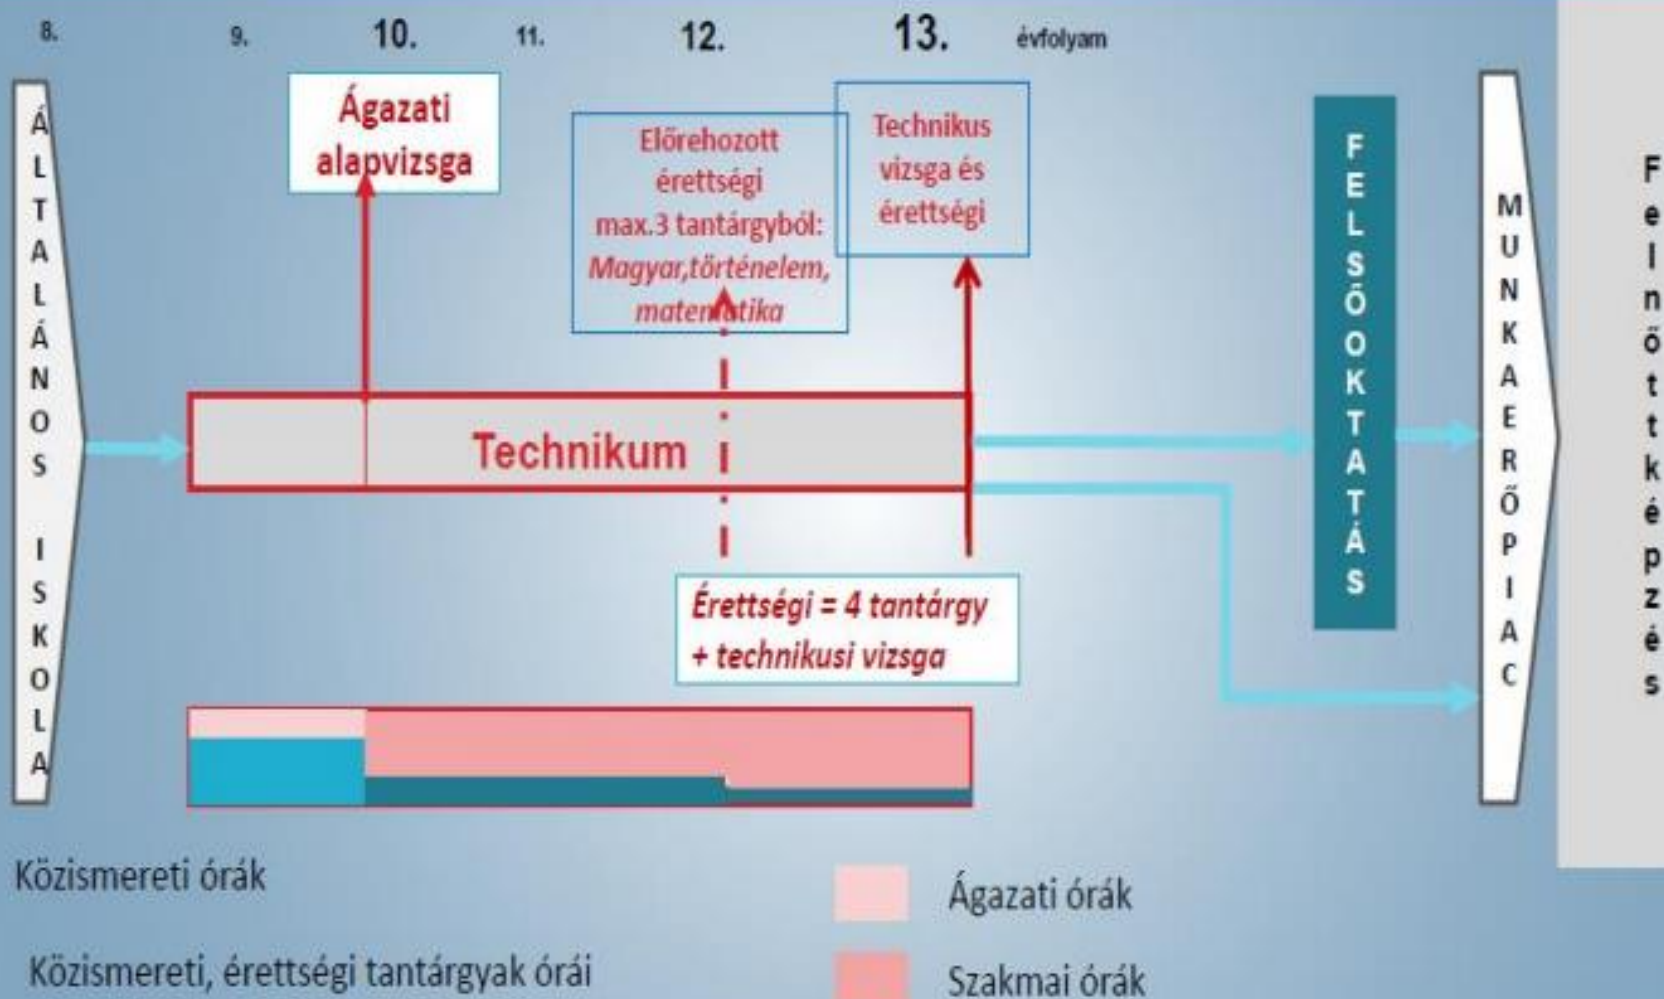 8. 9. 10. 11. 12. 13. évfolyam
ÁLTALÁNOS ISKOLA
Ágazati
alapvizsga
Előrehozott
érettségi
max.3 tantárgyból:
Magyar,történelem,
matematika
Technikus
vizsga és
érettségi
Technikum
Érettségi = 4 tantárgy
+ technikusi vizsga
FELSŐOKTATÁS
MUNKAERŐPIAC
Felnőttképzés
Közismereti órák
Ágazati órák
Közismereti, érettségi tantárgyak órái
Szakmai órák